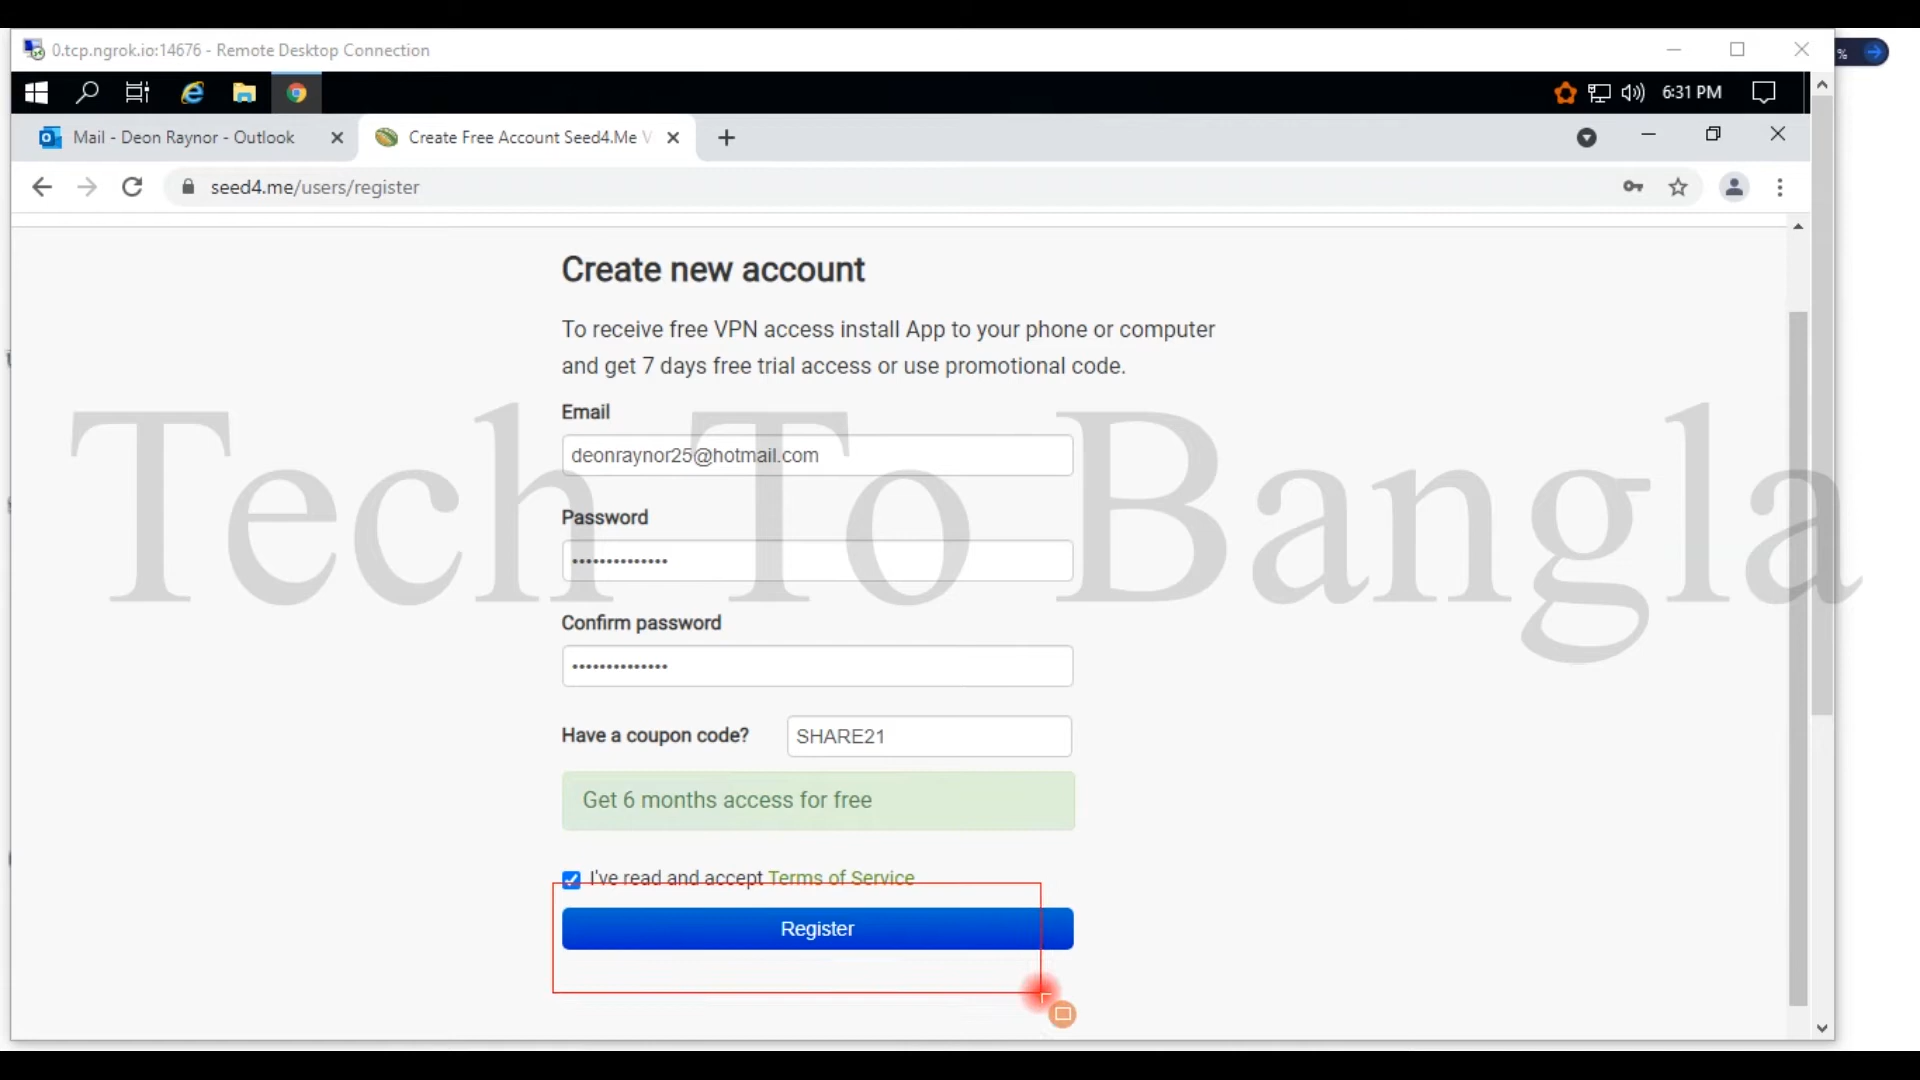 0.tcp.ngrok.io:14676 - Remote Desktop Connection
%
6:31 PM
Mail - Deon Raynor - Outlook
Create Free Account Seed4.Me V
seed4.me/users/register
Create new account
To receive free VPN access install App to your phone or computer
and get 7 days free trial access or use promotional code.
Email
deonraynor25@hotmail.com
Tech To Bangla
Password
••••••••••••••
Confirm password
••••••••••••••
Have a coupon code?
SHARE21
Get 6 months access for free
I've read and accept Terms of Service
Register